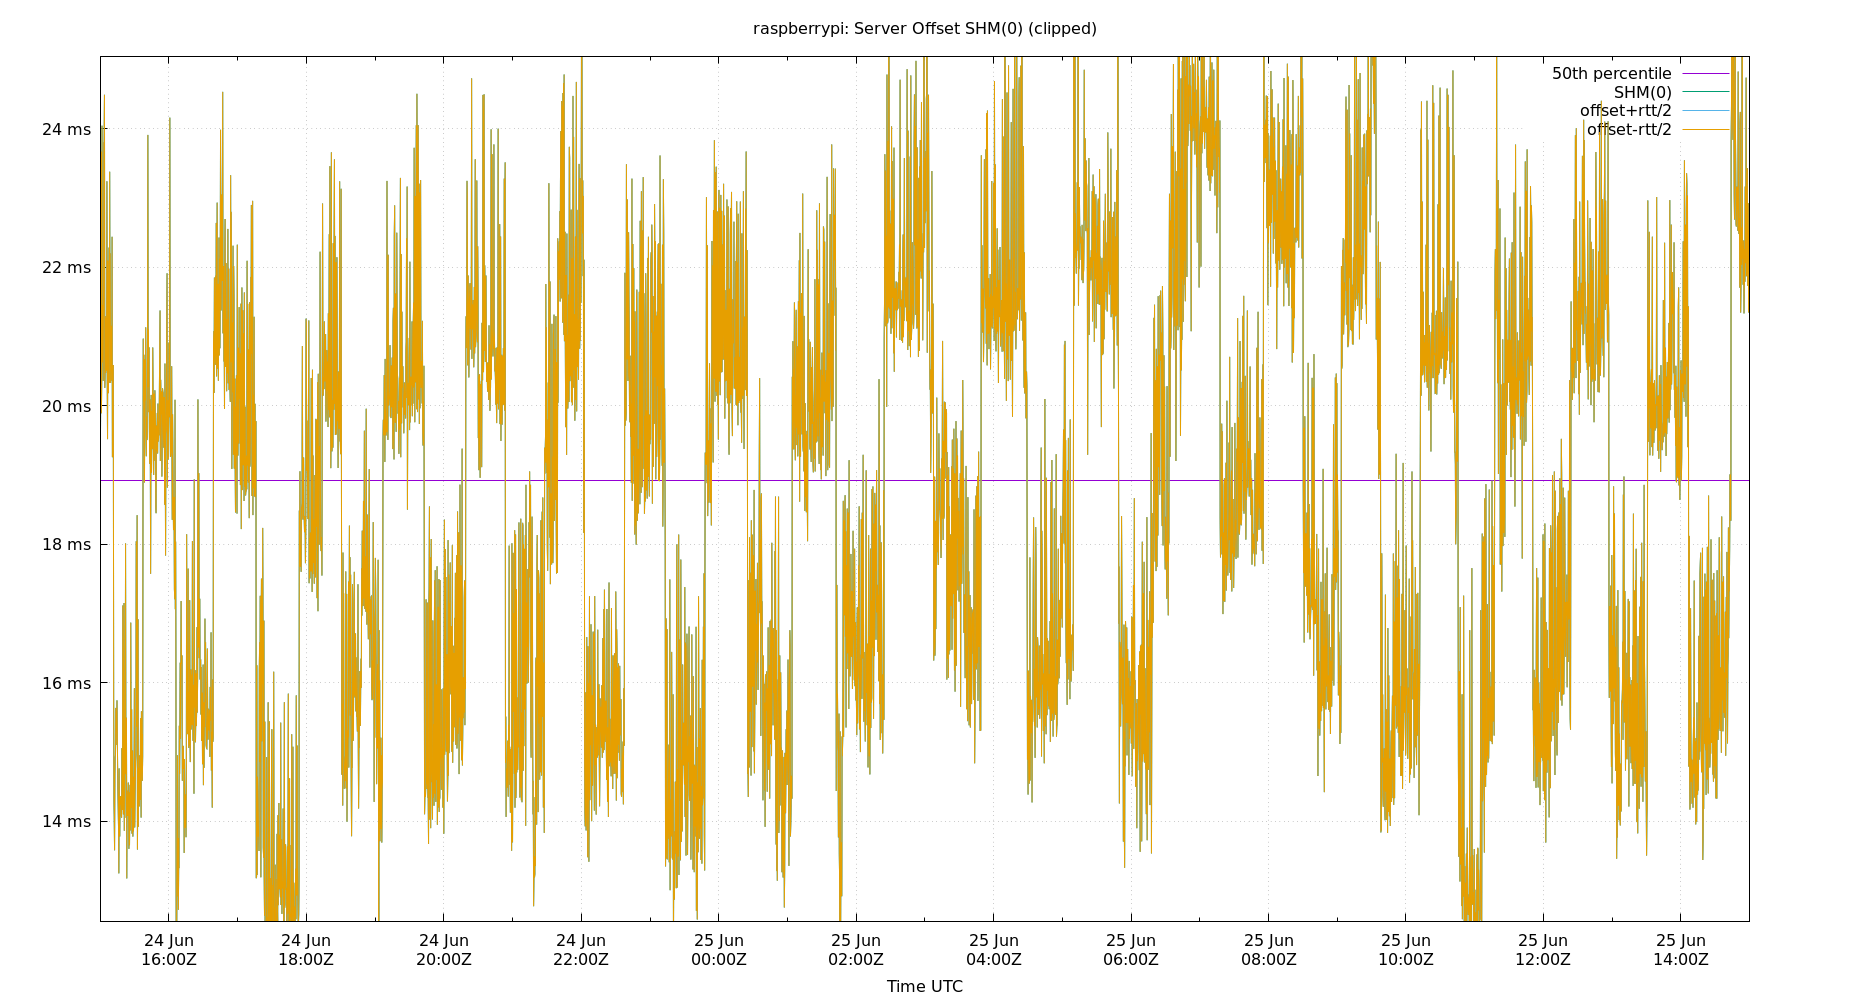 raspberrypi: Server Offset SHM(0) (clipped)
50th percentile
SHM(0)
offset+rtt/2
offset-rtt/2
24 ms
22 ms
20 ms
18 ms
16 ms
14 ms
24 Jun 24 Jun 24 Jun 24 Jun 25 Jun 25 Jun 25 Jun 25 Jun 25 Jun 25 Jun 25 Jun 25 Jun
16:00Z 18:00Z 20:00Z 22:00Z 00:00Z 02:00Z 04:00Z 06:00Z 08:00Z 10:00Z 12:00Z 14:00Z
Time UTC